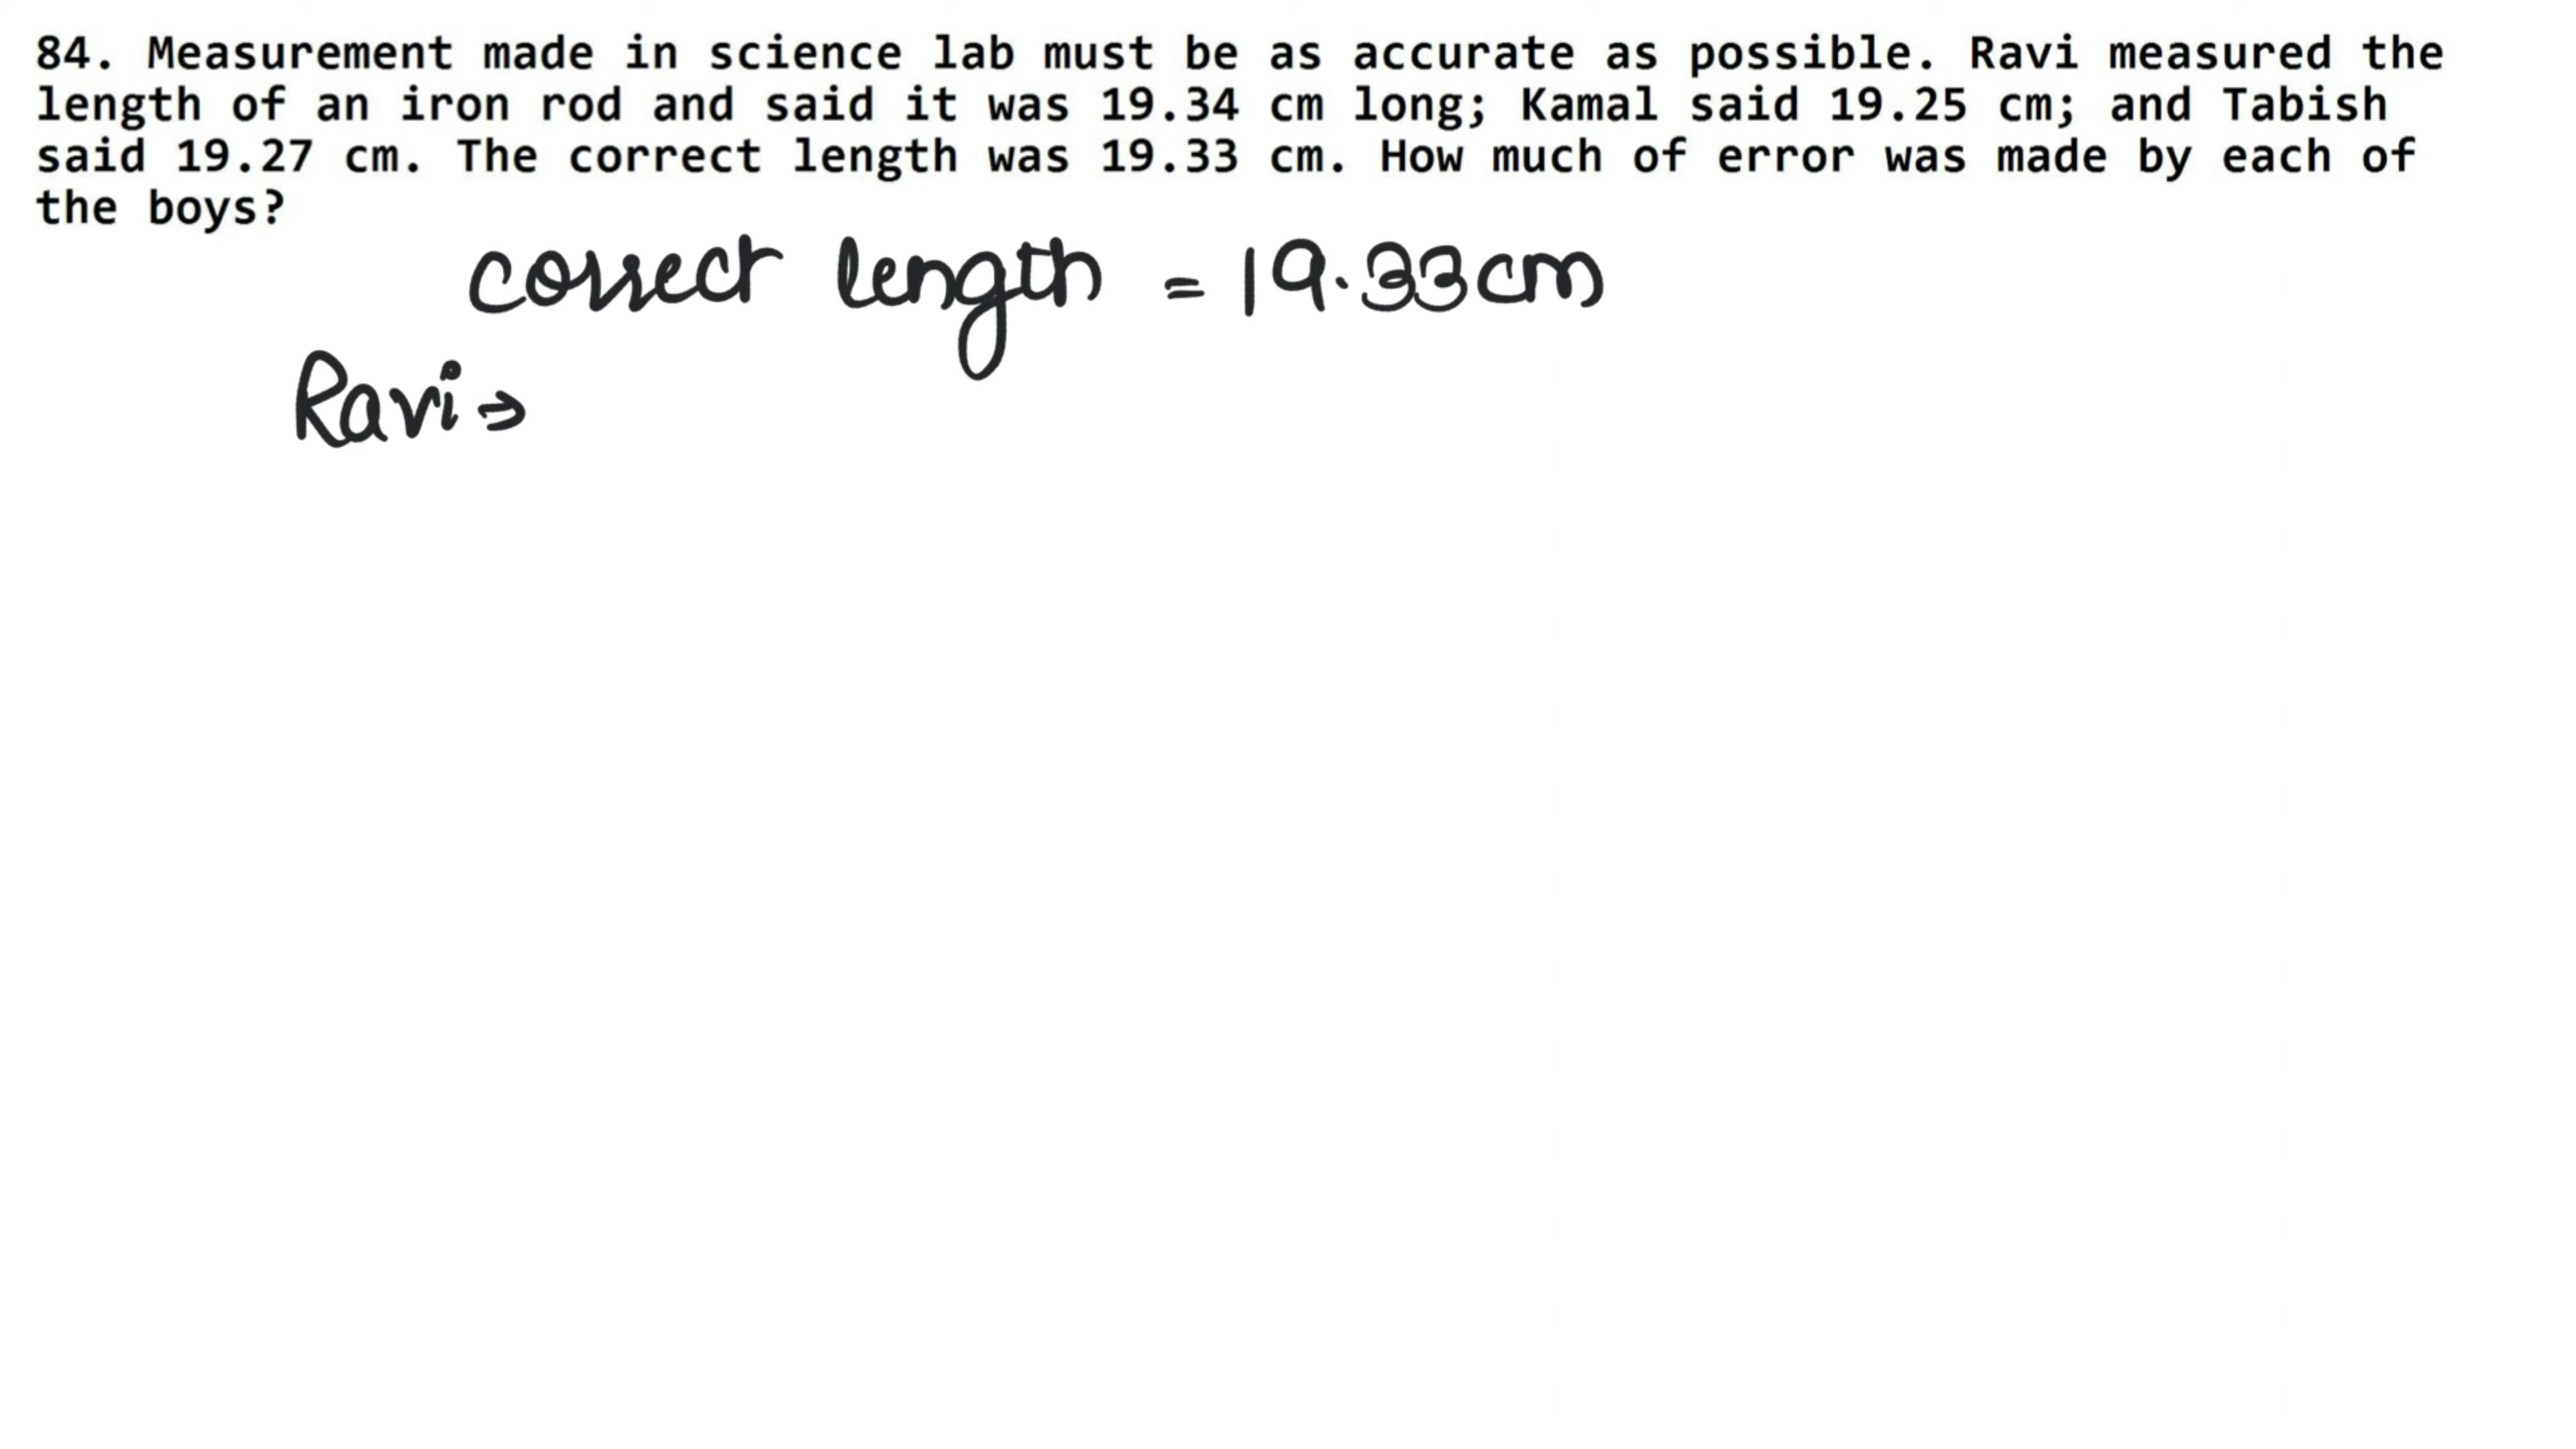 84. Measurement made in science lab must be as accurate as possible. Ravi measured the
length of an iron rod and said it was 19.34 cm long; Kamal said 19.25 cm; and Tabish
said 19.27 cm. The correct length was 19.33 cm. How much of error was made by each of
the boys?
correct length = 19.33cm
Ravi ⇒